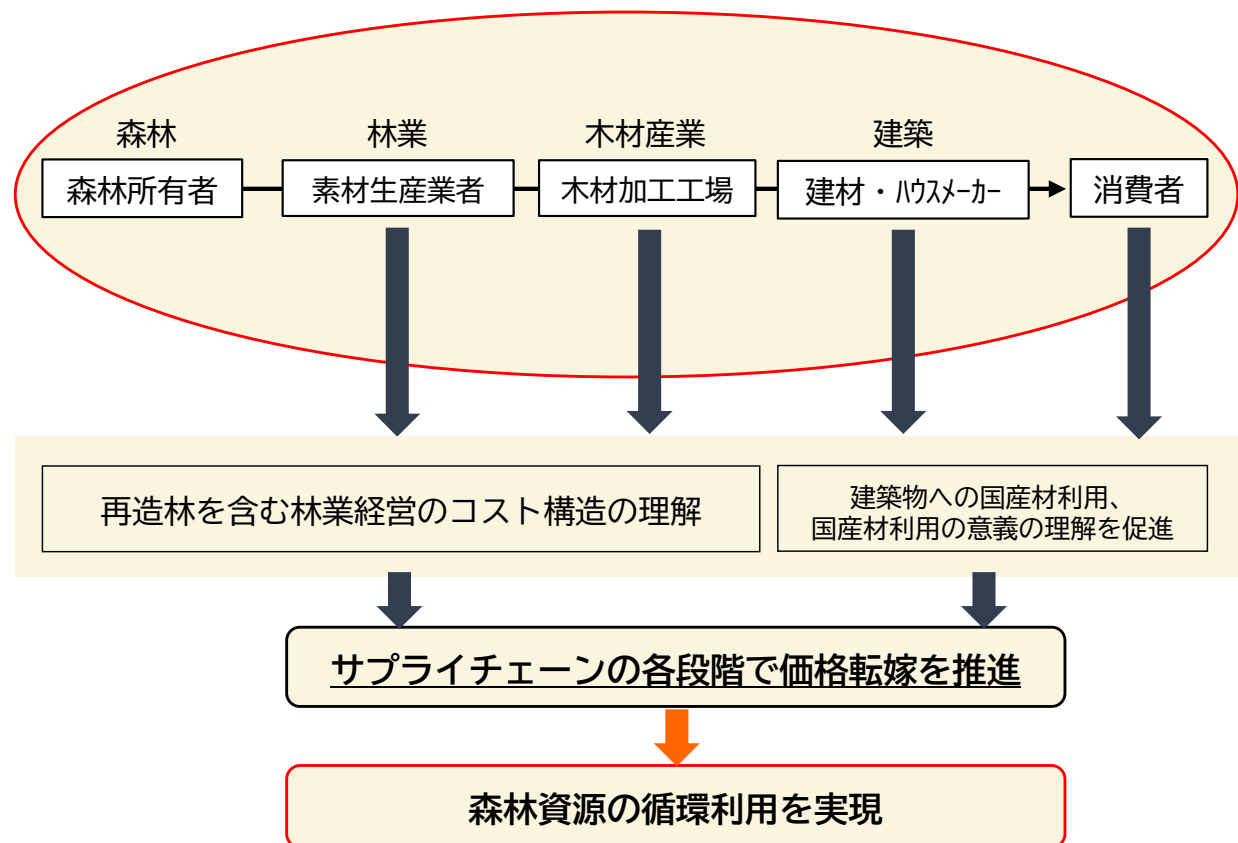 森林
林業
木材産業
建築
森林所有者
素材生産業者
木材加工工場
建材・ﾊｳｽﾒｰｶｰ
消費者
再造林を含む林業経営のコスト構造の理解
建築物への国産材利用、
国産材利用の意義の理解を促進
サプライチェーンの各段階で価格転嫁を推進
森林資源の循環利用を実現